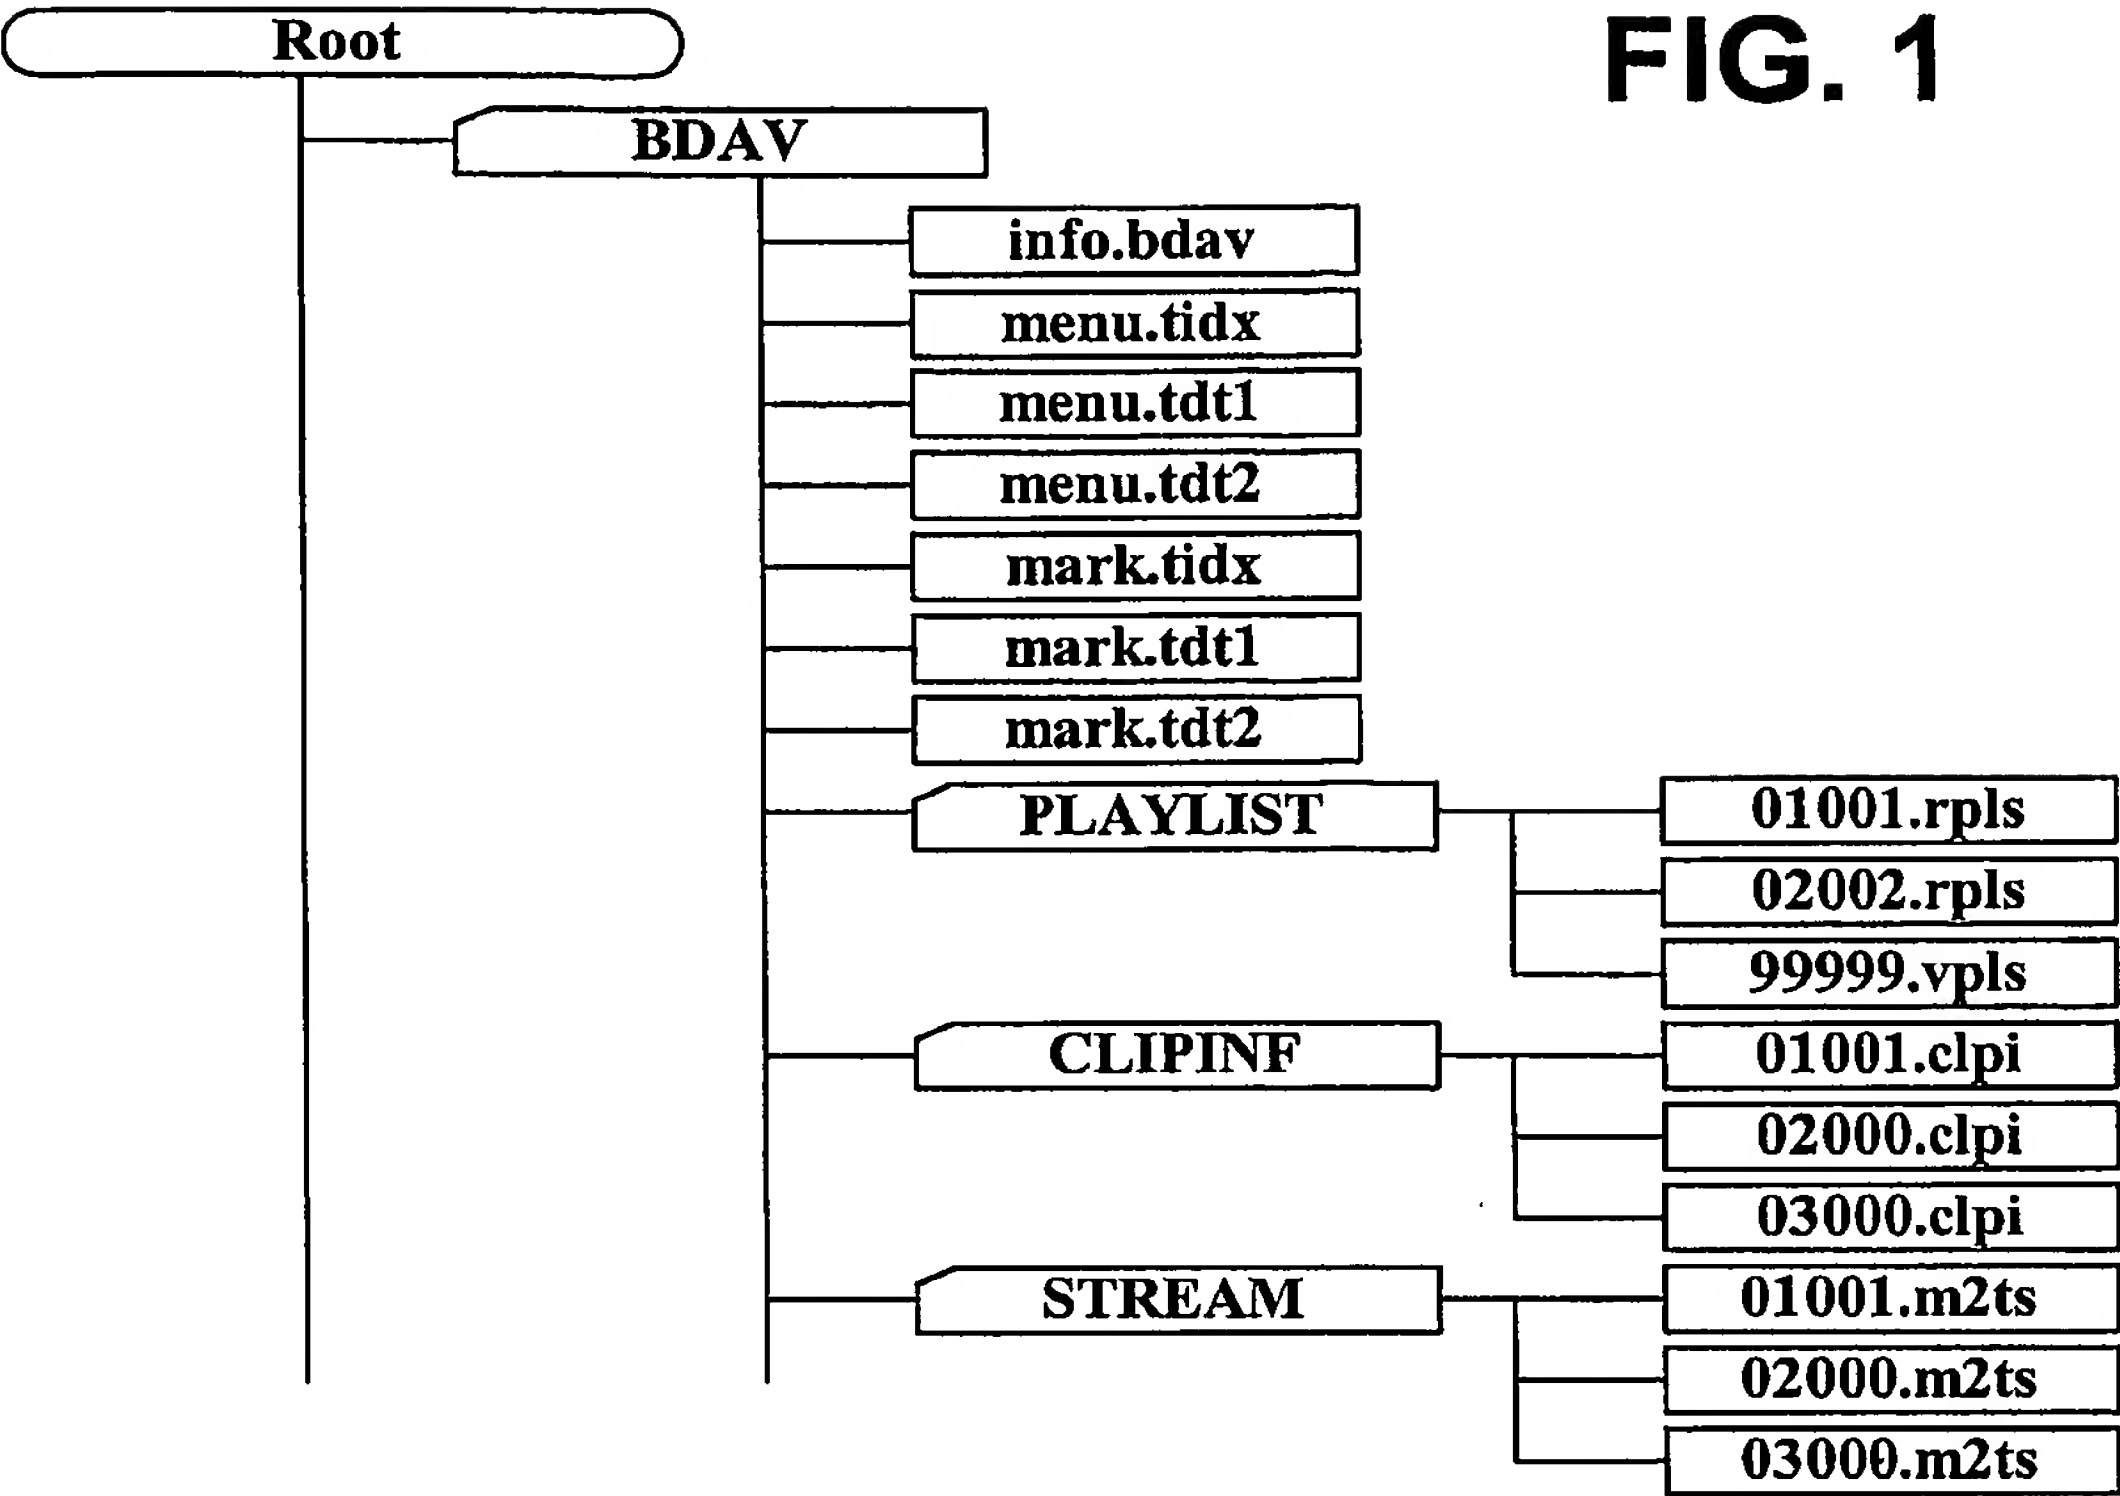 FIG. 1
Root
BDAV
info.bdav
menu.tidx
menu.tdt1
menu.tdt2
mark.tidx
mark.tdt1
mark.tdt2
PLAYLIST
01001.rpls
02002.rpls
99999.vpls
CLIPINF
01001.clpi
02000.clpi
03000.clpi
STREAM
01001.m2ts
02000.m2ts
03000.m2ts